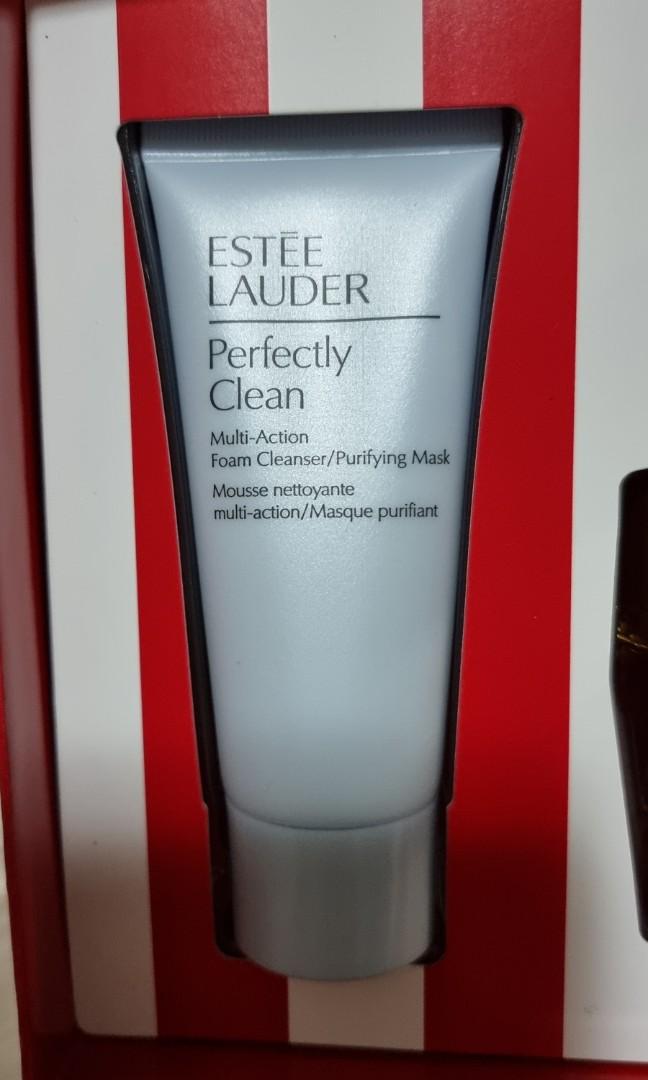 ESTĒE
LAUDER
Perfectly
Clean
Multi-Action
Foam Cleanser/Purifying Mask
Mousse nettoyante
multi-action/Masque purifiant